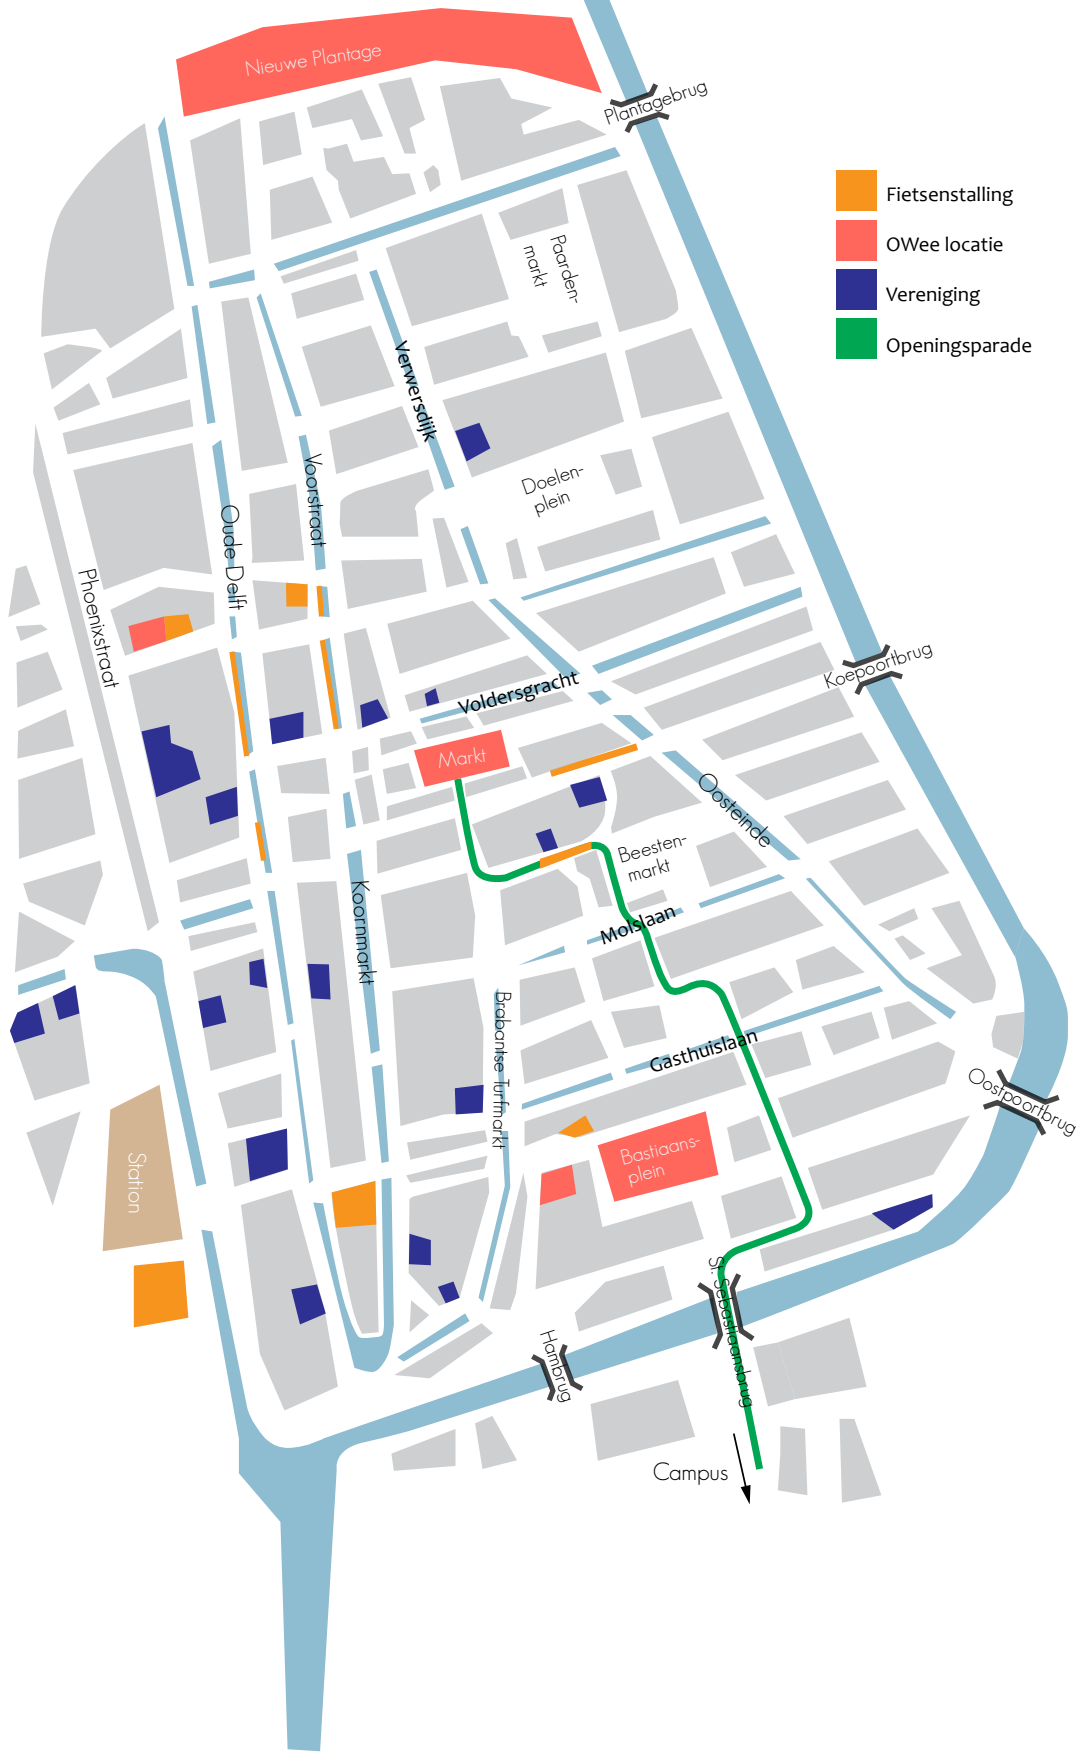 Nieuwe Plantage
Plantagebrug
Fietsenstalling
OWee locatie
Vereniging
Openingsparade
Paarden-
markt
Verwersdijk
Voorstraat
Doelen-
plein
Oude Delft
Phoenixstraat
Koepoortbrug
Voldersgracht
Markt
Oosteinde
Beesten-
markt
Koornmarkt
Molslaan
Brabantse Turfmarkt
Gasthuislaan
Oostpoortbrug
Bastiaans-
plein
Station
St. Sebastiaansbrug
Hambrug
Campus